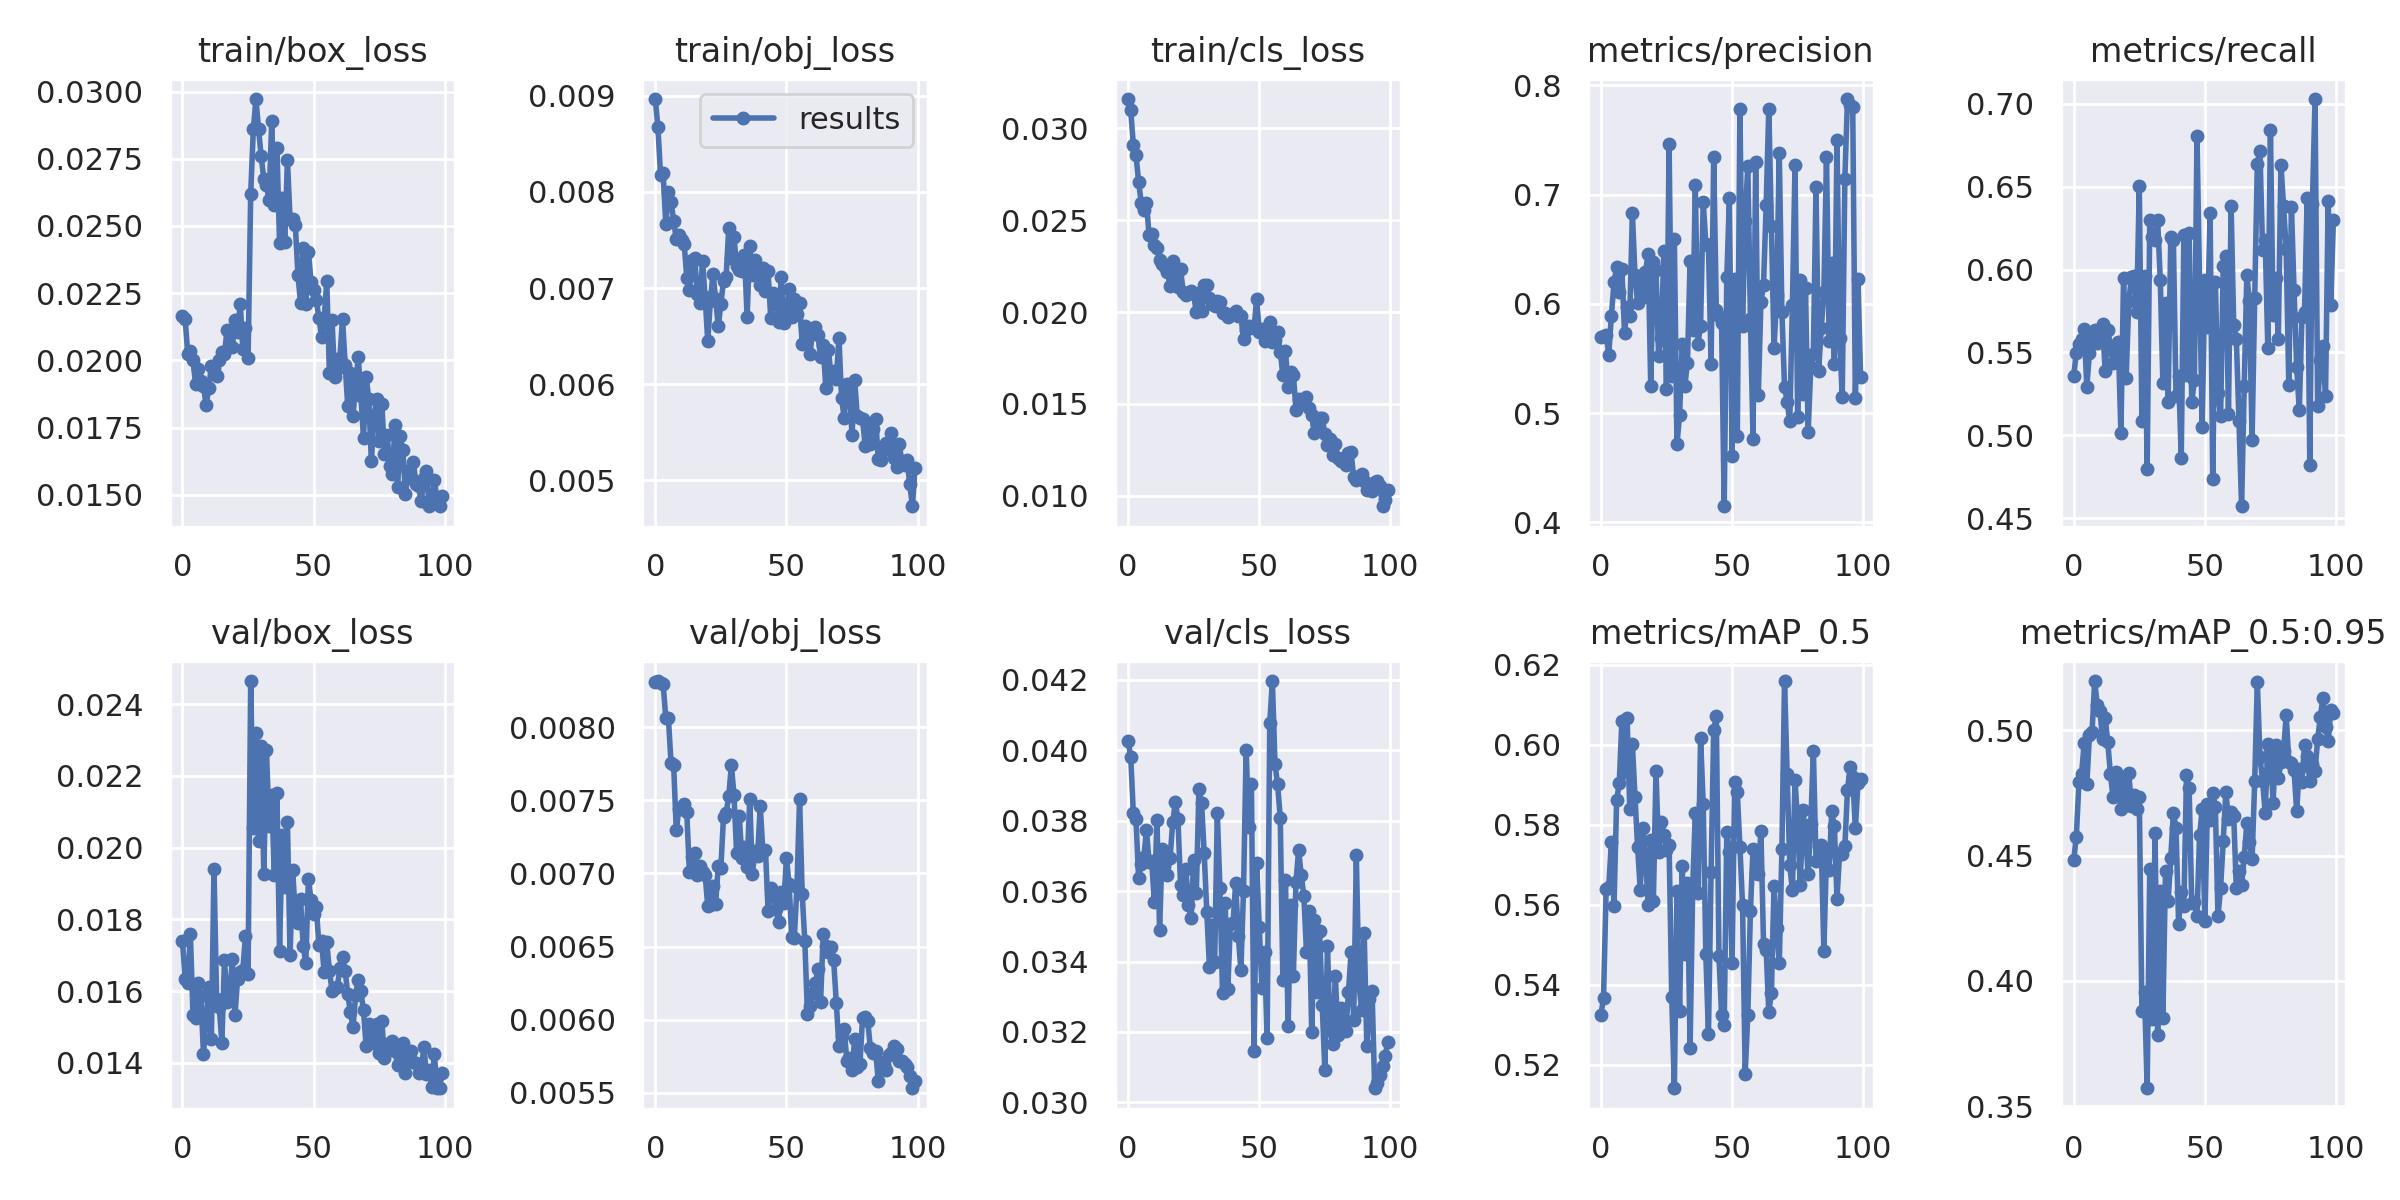 train/box_loss
0.0300
0.0275
0.0250
0.0225
0.0200
0.0175
0.0150
0 50 100
train/obj_loss
results
0.009
0.008
0.007
0.006
0.005
0 50 100
train/cls_loss
0.030
0.025
0.020
0.015
0.010
0 50 100
metrics/precision
0.8
0.7
0.6
0.5
0.4
0 50 100
metrics/recall
0.70
0.65
0.60
0.55
0.50
0.45
0 50 100
val/box_loss
0.024
0.022
0.020
0.018
0.016
0.014
0 50 100
val/obj_loss
0.0080
0.0075
0.0070
0.0065
0.0060
0.0055
0 50 100
val/cls_loss
0.042
0.040
0.038
0.036
0.034
0.032
0.030
0 50 100
metrics/mAP_0.5
0.62
0.60
0.58
0.56
0.54
0.52
0 50 100
metrics/mAP_0.5:0.95
0.50
0.45
0.40
0.35
0 50 100